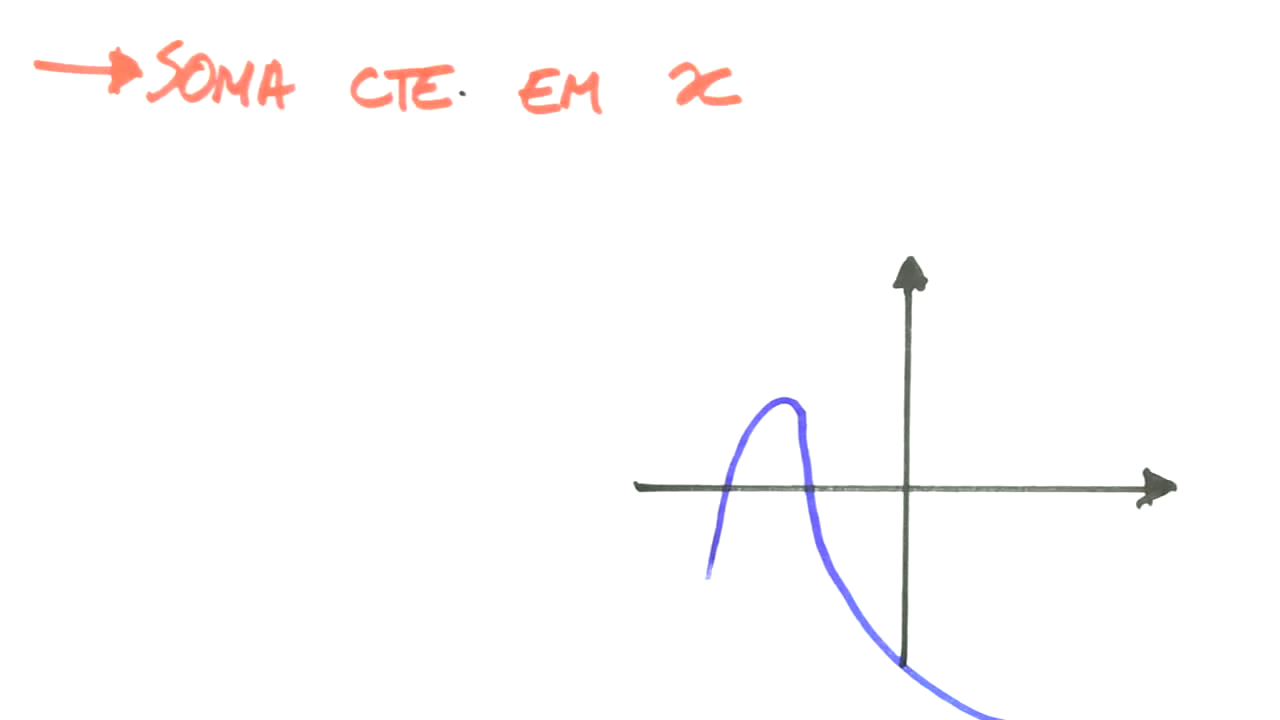 → SOMA CTE. EM x